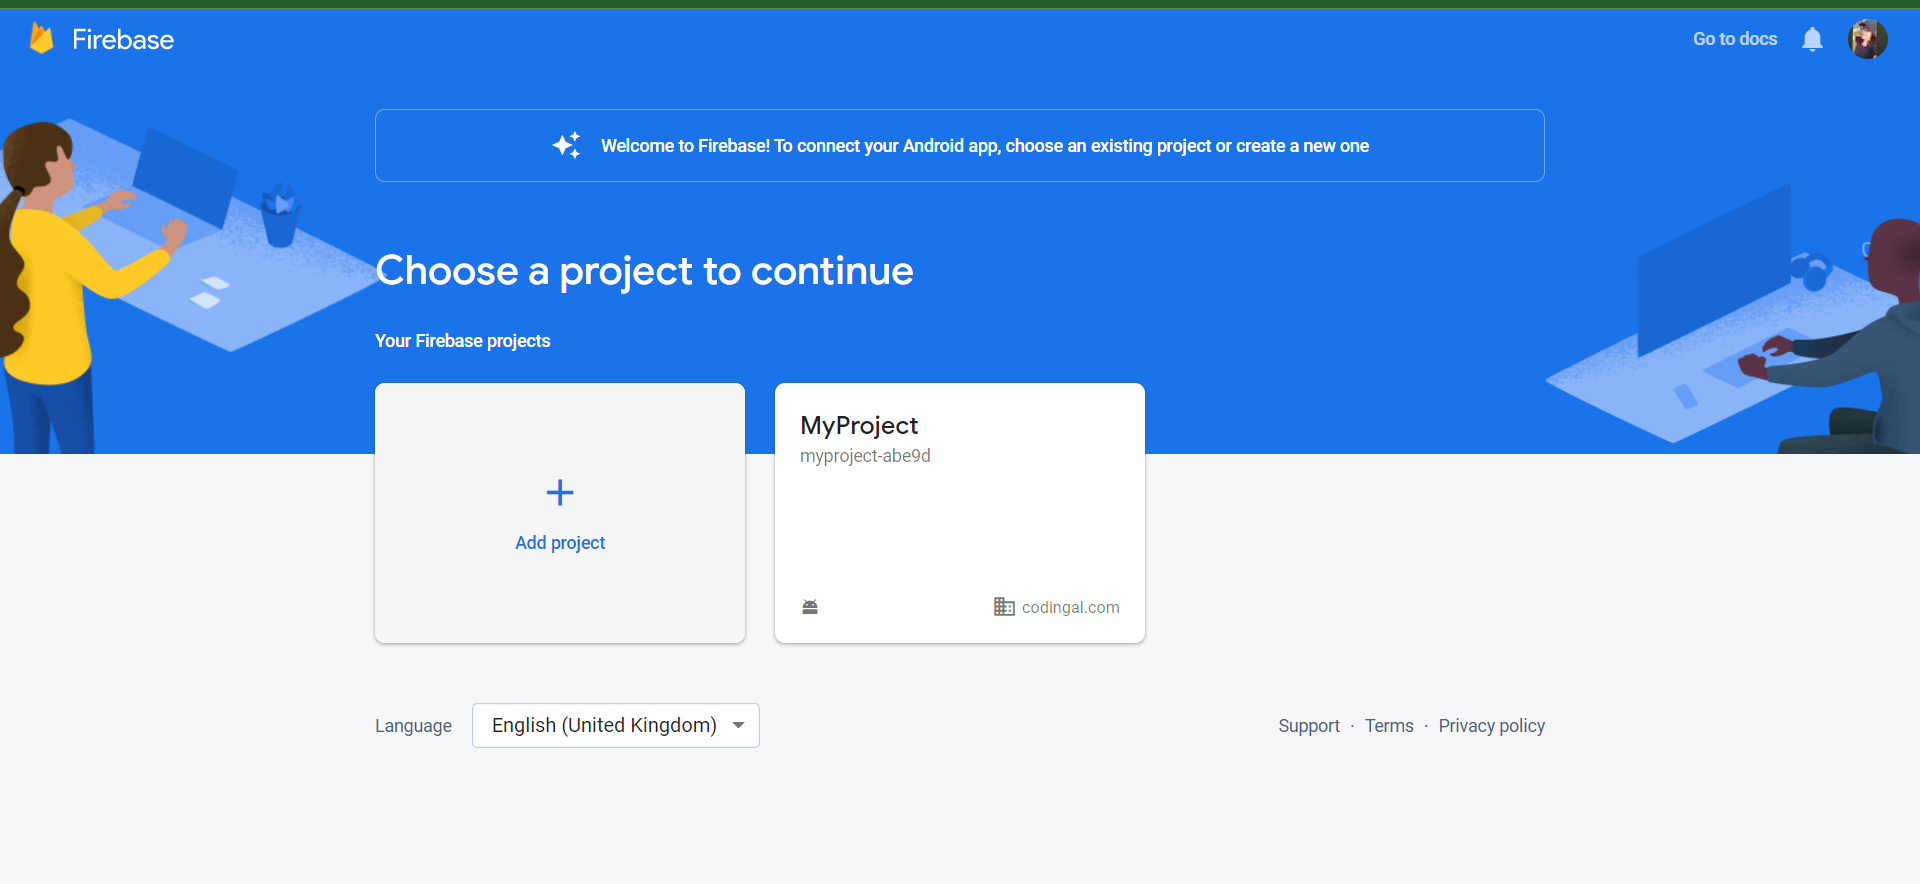 Firebase
Go to docs
Welcome to Firebase! To connect your Android app, choose an existing project or create a new one
Choose a project to continue
Your Firebase projects
Add project
MyProject
myproject-abe9d
codingal.com
Language
English (United Kingdom)
Support · Terms · Privacy policy